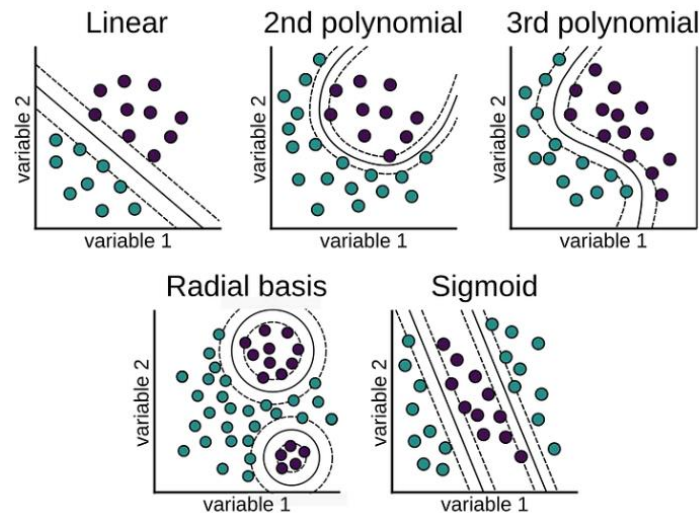 Linear
2nd polynomial
3rd polynomial
variable 2
variable 1
variable 2
variable 1
variable 2
variable 1
Radial basis
Sigmoid
variable 2
variable 1
variable 2
variable 1